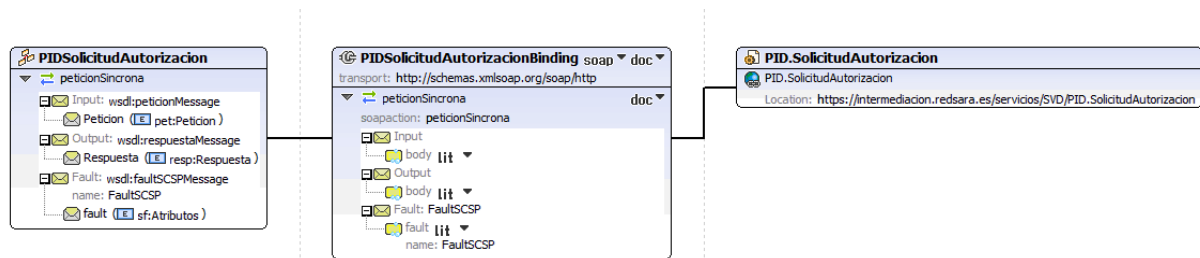 PIDSolicitudAutorizacion
peticionSincrona
Input: wsdl:peticionMessage
Peticion ( E pet:Peticion )
Output: wsdl:respuestaMessage
Respuesta ( E resp:Respuesta )
Fault: wsdl:faultSCSPMessage
name: FaultSCSP
fault ( E sf:Atributos )
PIDSolicitudAutorizacionBinding soap doc
transport: http://schemas.xmlsoap.org/soap/http
peticionSincrona doc
soapaction: peticionSincrona
Input
body lit
Output
body lit
Fault: FaultSCSP
fault lit
name: FaultSCSP
PID.SolicitudAutorizacion
PID.SolicitudAutorizacion
Location: https://intermediacion.redsara.es/servicios/SVD/PID.SolicitudAutorizacion